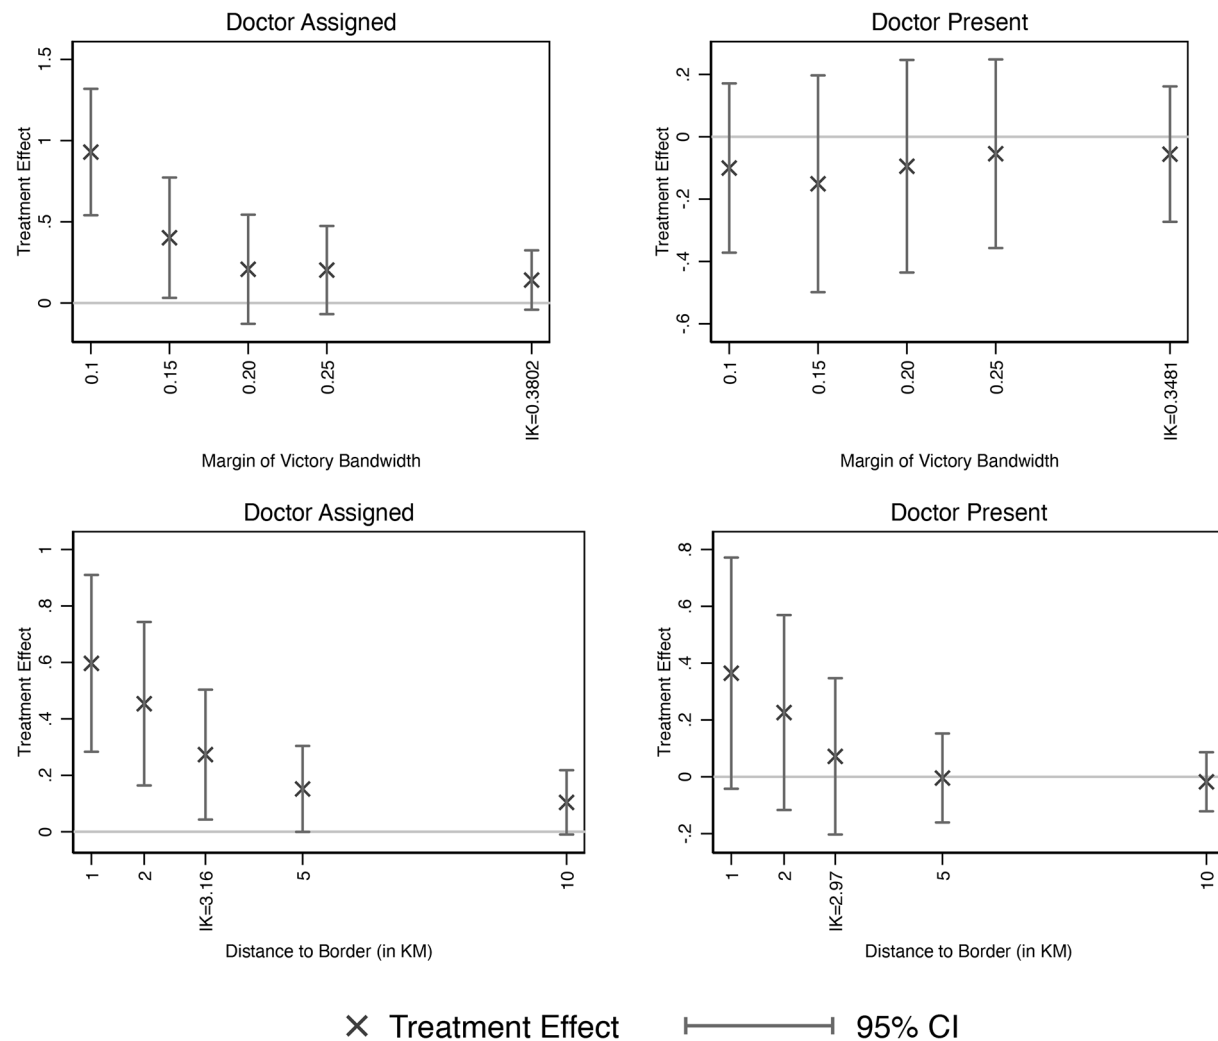 Doctor Assigned
Treatment Effect
1.5
1
.5
0
0.1
0.15
0.20
0.25
IK=0.3802
Margin of Victory Bandwidth
Doctor Present
Treatment Effect
.2
0
-.2
-.4
-.6
0.1
0.15
0.20
0.25
IK=0.3481
Margin of Victory Bandwidth
Doctor Assigned
Treatment Effect
1
.8
.6
.4
.2
0
1
2
IK=3.16
5
10
Distance to Border (in KM)
Doctor Present
Treatment Effect
.8
.6
.4
.2
0
-.2
1
2
IK=2.97
5
10
Distance to Border (in KM)
Treatment Effect 95% CI